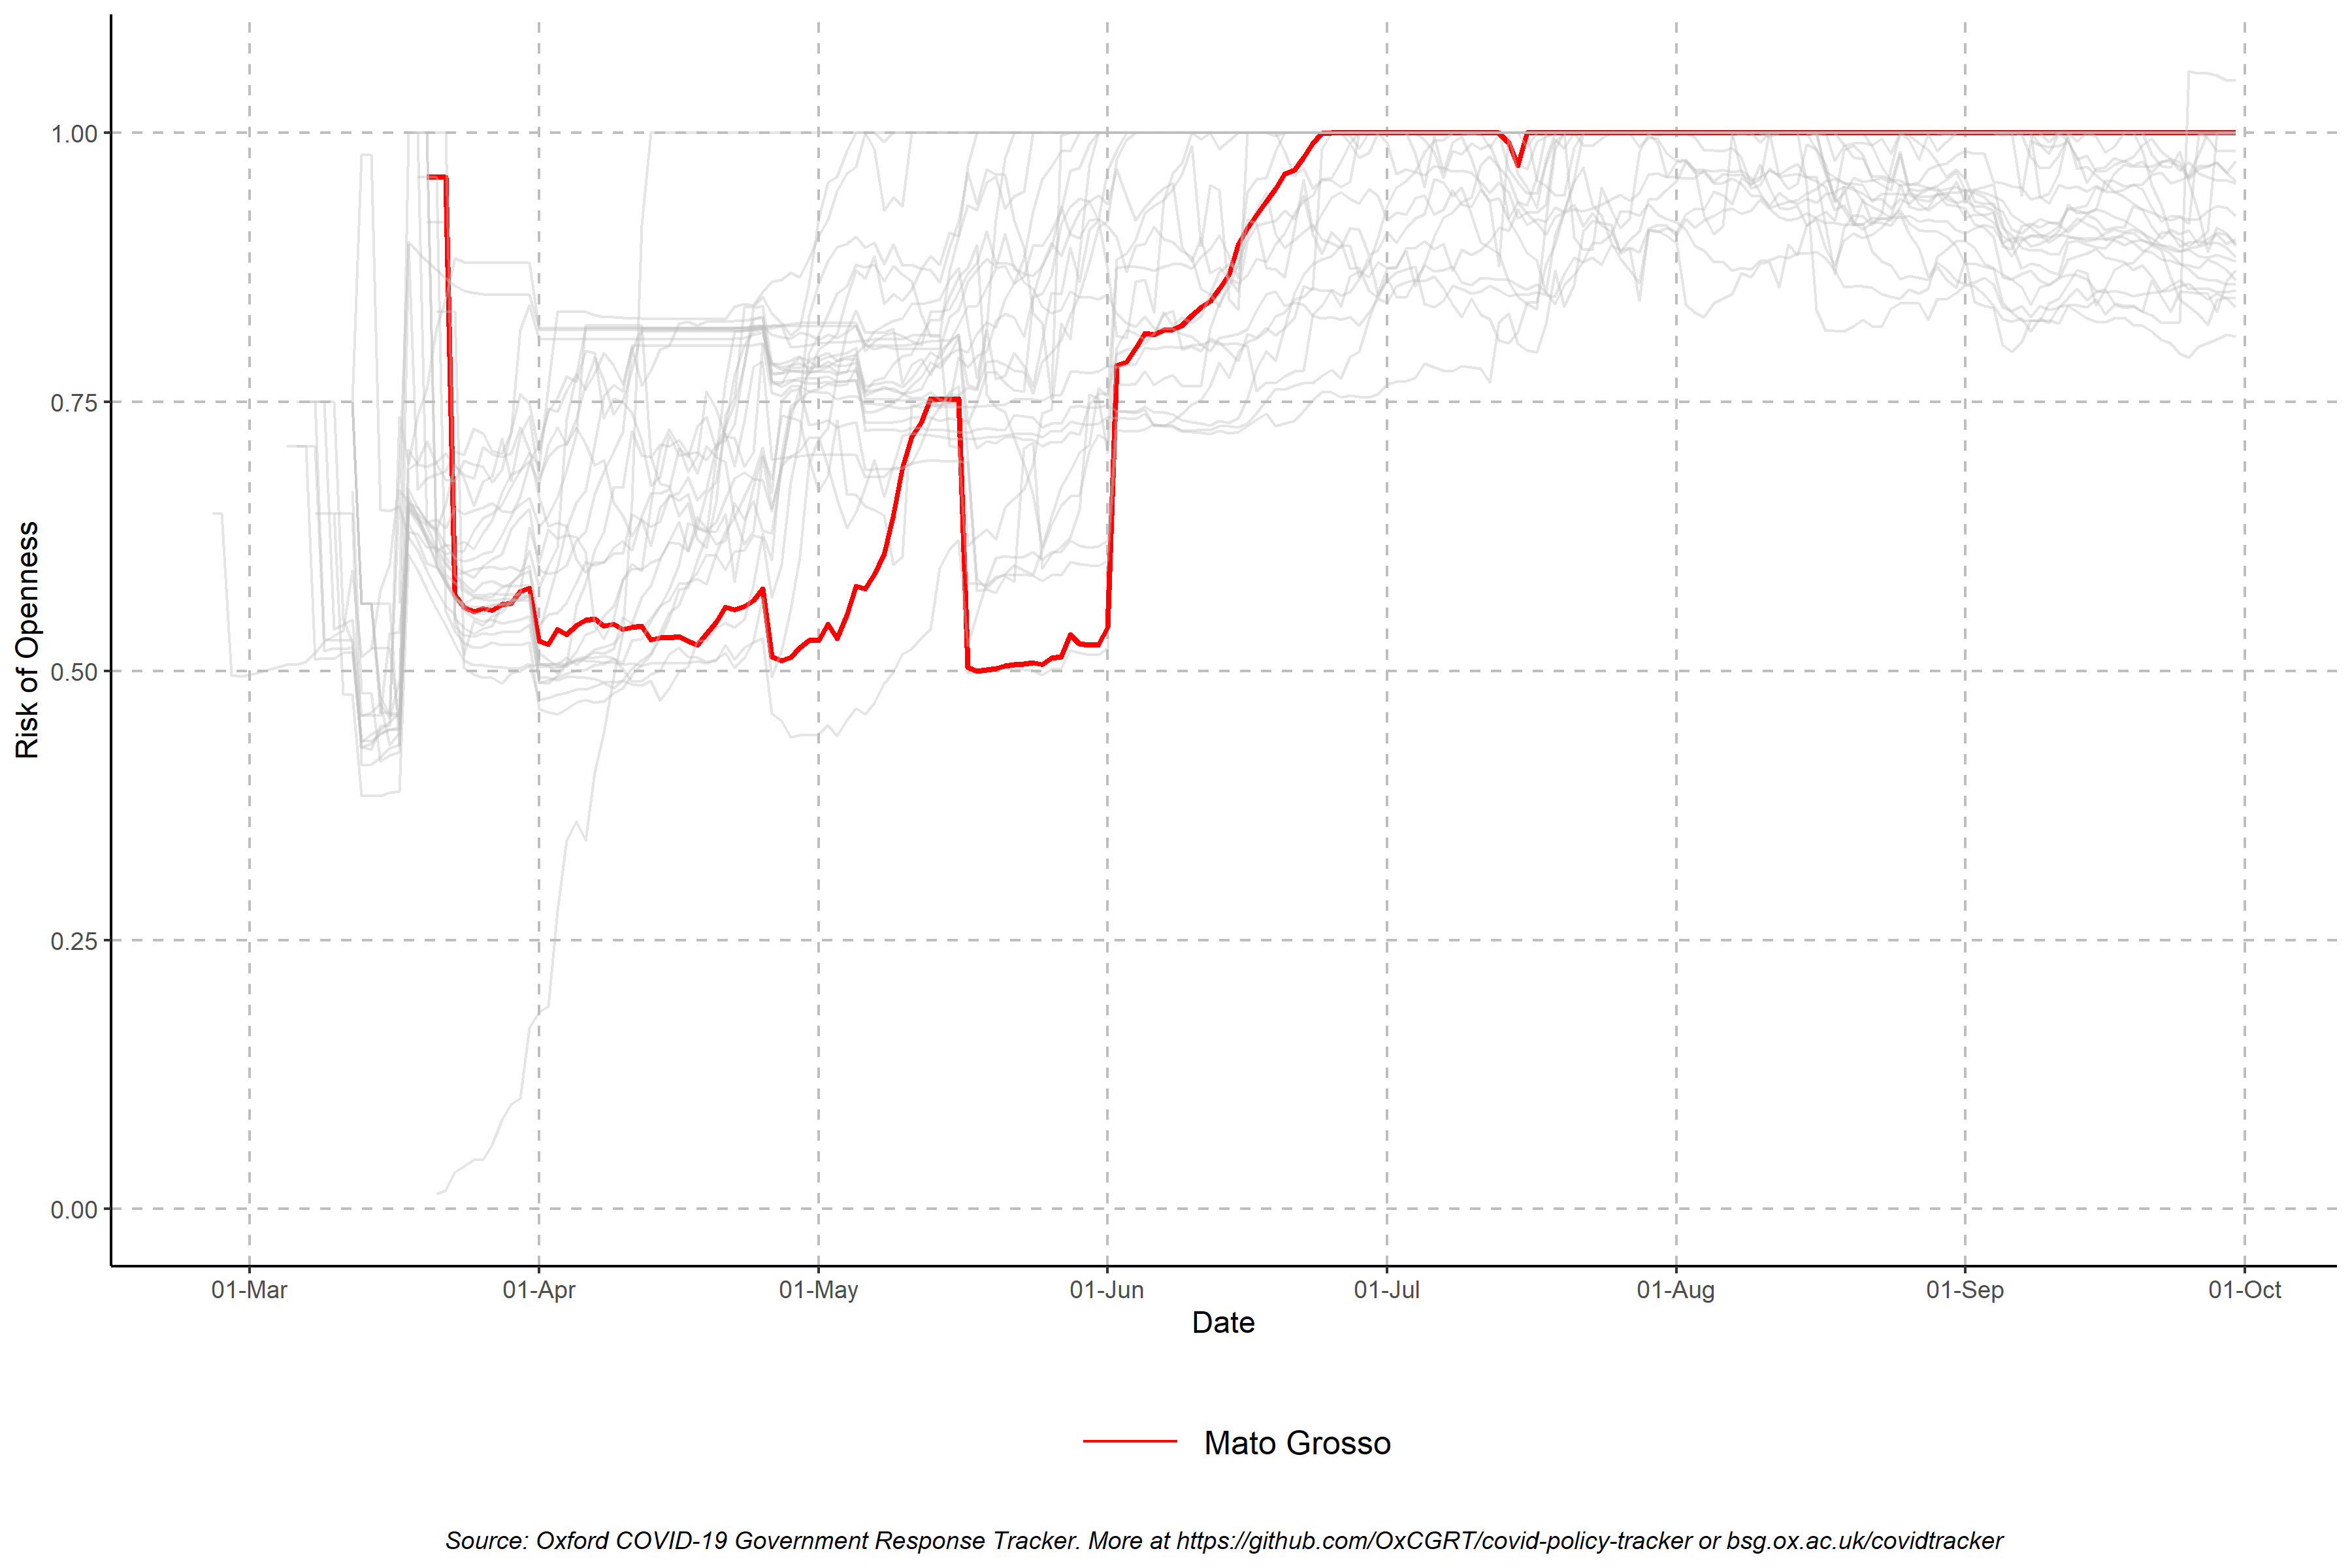 Risk of Openness
1.00
0.75
0.50
0.25
0.00
01-Mar 01-Apr 01-May 01-Jun 01-Jul 01-Aug 01-Sep 01-Oct
Date
Mato Grosso
Source: Oxford COVID-19 Government Response Tracker. More at https://github.com/OxCGRT/covid-policy-tracker or bsg.ox.ac.uk/covidtracker